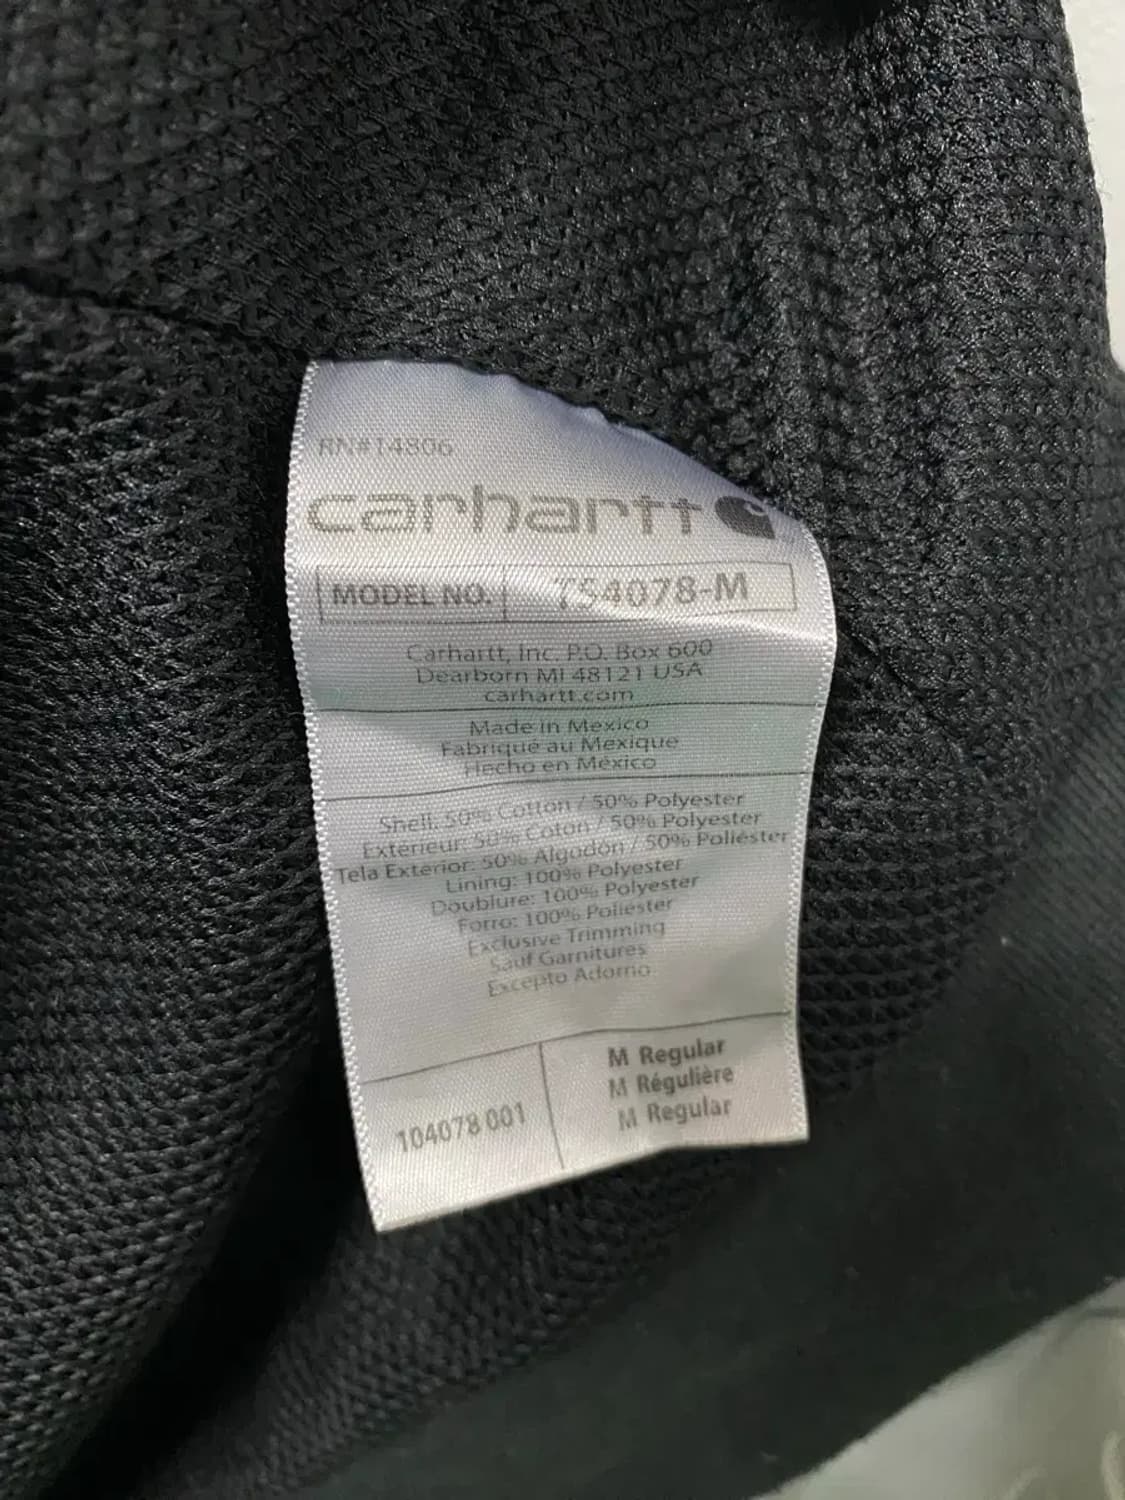 RN#14806
carhartt
MODEL NO. TS4078-M
Carhartt, Inc. P.O. Box 600
Dearborn MI 48121 USA
carhartt.com
Made in Mexico
Fabriqué au Mexique
Hecho en México
Shell: 50% Cotton / 50% Polyester
Extérieur: 50% Coton / 50% Polyester
Tela Exterior: 50% Algodón / 50% Poliéster
Lining: 100% Polyester
Doublure: 100% Polyester
Forro: 100% Poliéster
Exclusive Trimming
Sauf Garnitures
Excepto Adorno
104078 001
M Regular
M Régulière
M Regular